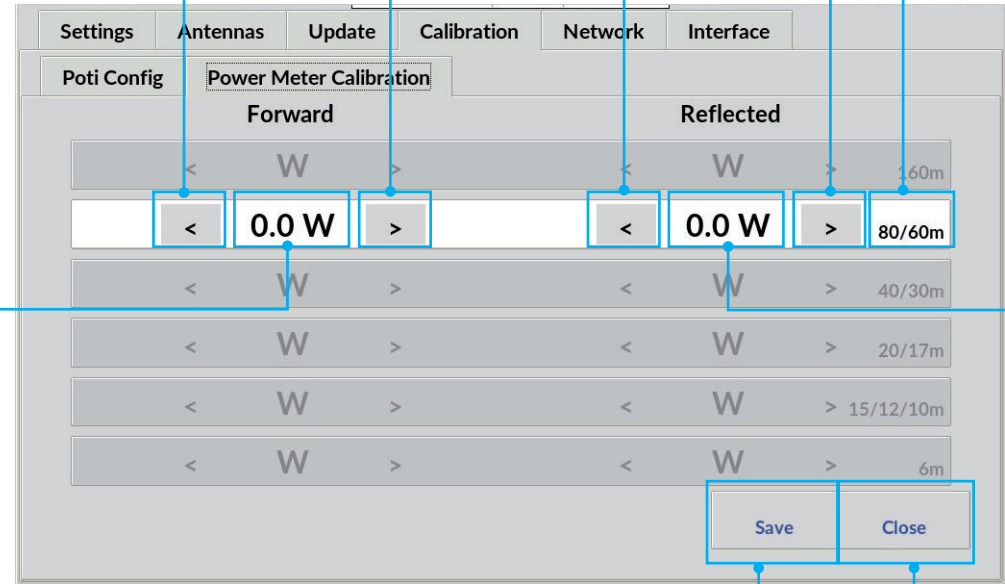 Settings Antennas Update Calibration Network Interface
Poti Config Power Meter Calibration
Forward Reflected
< W > < W > 160m
< 0.0 W > < 0.0 W > 80/60m
< W > < W > 40/30m
< W > < W > 20/17m
< W > < W > 15/12/10m
< W > < W > 6m
Save Close